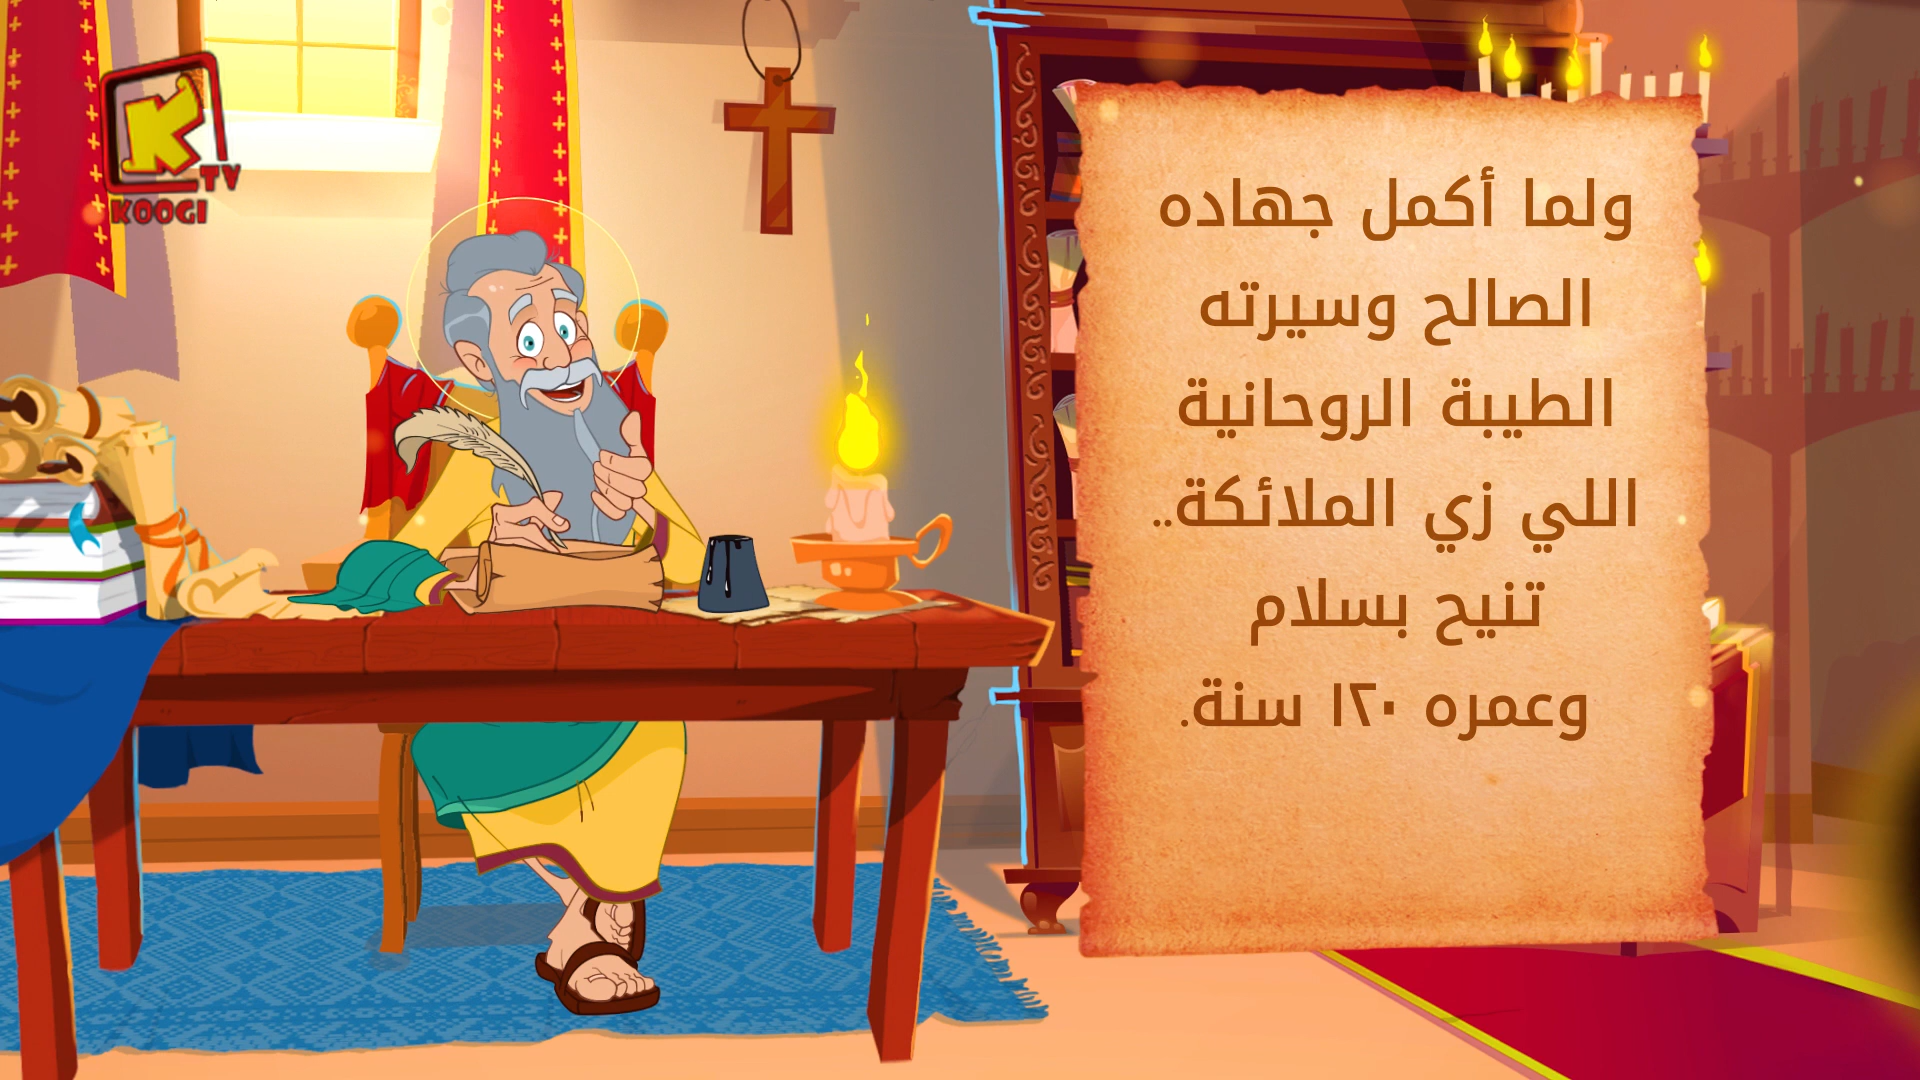 TV
KOOGI
ولما أكمل جهاده
الصالح وسيرته
الطيبة الروحانية
اللي زي الملائكة..
تنيح بسلام
وعمره ١٢٠ سنة.